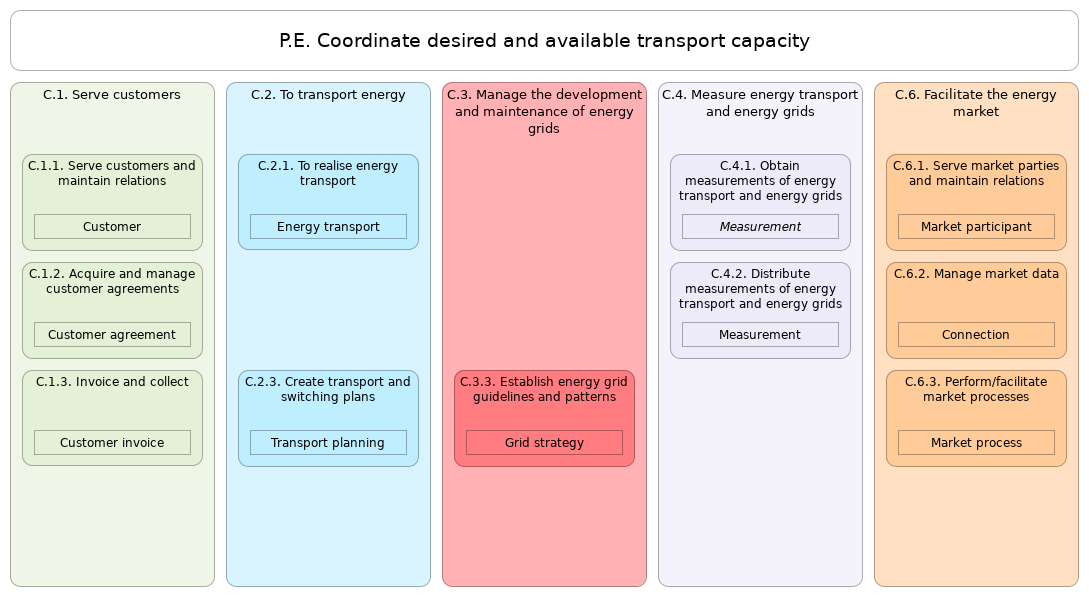 P.E. Coordinate desired and available transport capacity
C.1. Serve customers
C.1.1. Serve customers and
maintain relations
Customer
C.1.2. Acquire and manage
customer agreements
Customer agreement
C.1.3. Invoice and collect
Customer invoice
C.2. To transport energy
C.2.1. To realise energy
transport
Energy transport
C.2.3. Create transport and
switching plans
Transport planning
C.3. Manage the development
and maintenance of energy
grids
C.3.3. Establish energy grid
guidelines and patterns
Grid strategy
C.4. Measure energy transport
and energy grids
C.4.1. Obtain
measurements of energy
transport and energy grids
Measurement
C.4.2. Distribute
measurements of energy
transport and energy grids
Measurement
C.6. Facilitate the energy
market
C.6.1. Serve market parties
and maintain relations
Market participant
C.6.2. Manage market data
Connection
C.6.3. Perform/facilitate
market processes
Market process